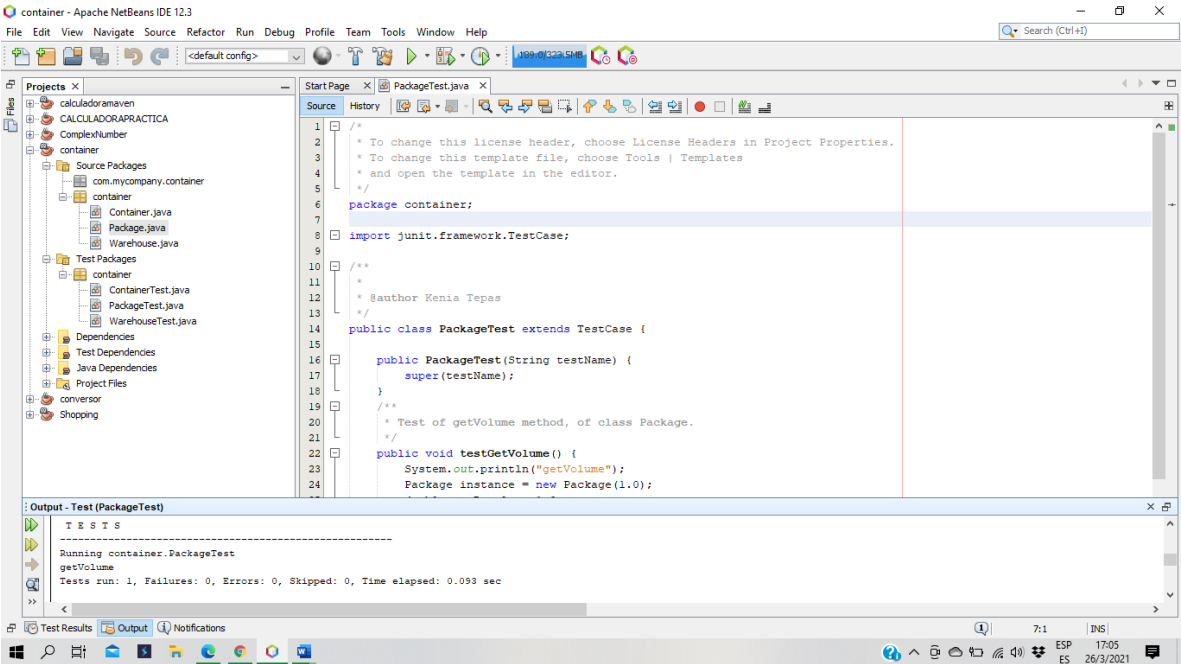 container - Apache NetBeans IDE 12.3
File Edit View Navigate Source Refactor Run Debug Profile Team Tools Window Help
Search (Ctrl+I)
<default config>
189.0/323.5MB
Files
Projects
calculadoramaven
CALCULADORAPRACTICA
ComplexNumber
container
Source Packages
com.mycompany.container
container
Container.java
Package.java
Warehouse.java
Test Packages
container
ContainerTest.java
PackageTest.java
WarehouseTest.java
Dependencies
Test Dependencies
Java Dependencies
Project Files
conversor
Shopping
Start Page
PackageTest.java
Source History
1 /*
2 * To change this license header, choose License Headers in Project Properties.
3 * To change this template file, choose Tools | Templates
4 * and open the template in the editor.
5 */
6 package container;
7
8 import junit.framework.TestCase;
9
10 /**
11 *
12 * @author Kenia Tepas
13 */
14 public class PackageTest extends TestCase {
15
16 public PackageTest(String testName) {
17 super(testName);
18 }
19 /**
20 * Test of getVolume method, of class Package.
21 */
22 public void testGetVolume() {
23 System.out.println("getVolume");
24 Package instance = new Package(1.0);
Output - Test (PackageTest)
T E S T S
-------------------------------------------------------
Running container.PackageTest
getVolume
Tests run: 1, Failures: 0, Errors: 0, Skipped: 0, Time elapsed: 0.093 sec
Test Results Output Notifications
1
7:1
INS
ESP
ES
17:05
26/3/2021